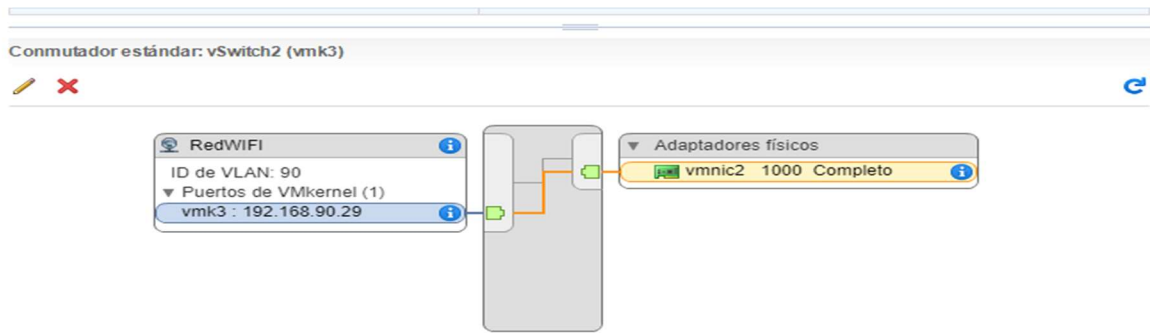 Conmutador estándar: vSwitch2 (vmk3)
RedWIFI
ID de VLAN: 90
Puertos de VMkernel (1)
vmk3 : 192.168.90.29
Adaptadores físicos
vmnic2 1000 Completo